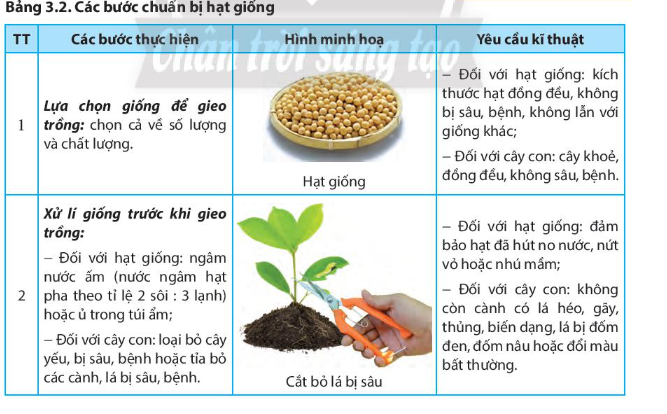 Bảng 3.2. Các bước chuẩn bị hạt giống
Chân trời sáng tạo
TT
Các bước thực hiện
Hình minh hoạ
Yêu cầu kĩ thuật
1
Lựa chọn giống để gieo
trồng: chọn cả về số lượng
và chất lượng.
Hạt giống
– Đối với hạt giống: kích
thước hạt đồng đều, không
bị sâu, bệnh, không lẫn với
giống khác;
– Đối với cây con: cây khoẻ,
đồng đều, không sâu, bệnh.
2
Xử lí giống trước khi gieo
trồng:
– Đối với hạt giống: ngâm
nước ấm (nước ngâm hạt
pha theo tỉ lệ 2 sôi : 3 lạnh)
hoặc ủ trong túi ẩm;
– Đối với cây con: loại bỏ cây
yếu, bị sâu, bệnh hoặc tỉa bỏ
các cành, lá bị sâu, bệnh.
Cắt bỏ lá bị sâu
– Đối với hạt giống: đảm
bảo hạt đã hút no nước, nứt
vỏ hoặc nhú mầm;
– Đối với cây con: không
còn cành có lá héo, gãy,
thủng, biến dạng, lá bị đốm
đen, đốm nâu hoặc đổi màu
bất thường.